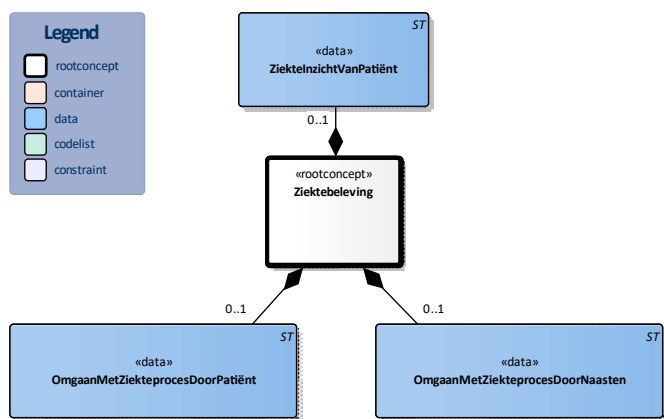 Legend
rootconcept
container
data
codelist
constraint
ST
«data»
ZiekteInzichtVanPatiënt
0..1
«rootconcept»
Ziektebeleving
0..1
0..1
ST
«data»
OmgaanMetZiekteprocesDoorPatiënt
ST
«data»
OmgaanMetZiekteprocesDoorNaasten